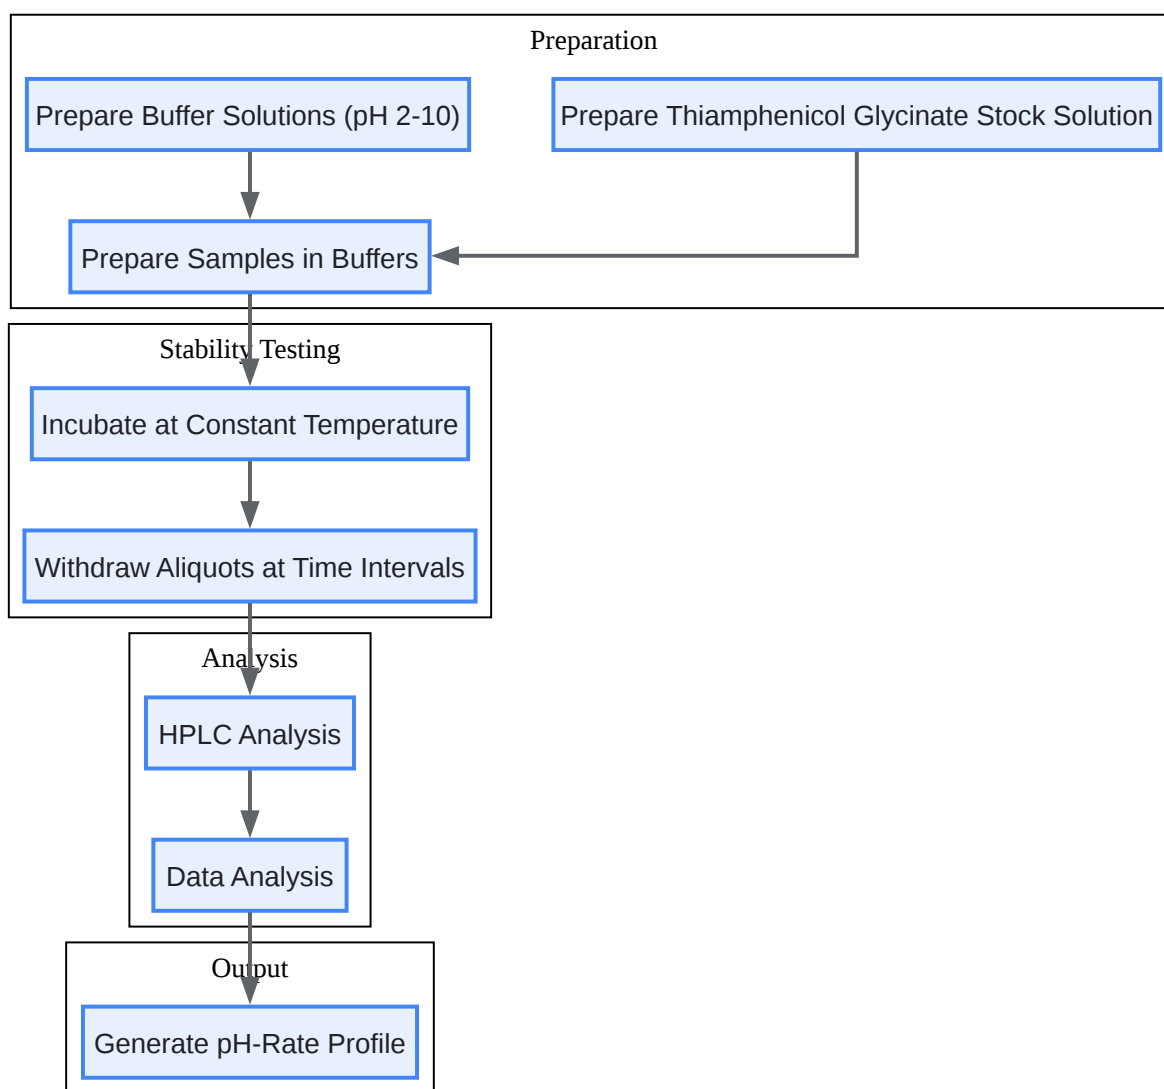 Preparation
Prepare Buffer Solutions (pH 2-10)
Prepare Thiamphenicol Glycinate Stock Solution
Prepare Samples in Buffers
Stability Testing
Incubate at Constant Temperature
Withdraw Aliquots at Time Intervals
Analysis
HPLC Analysis
Data Analysis
Output
Generate pH-Rate Profile